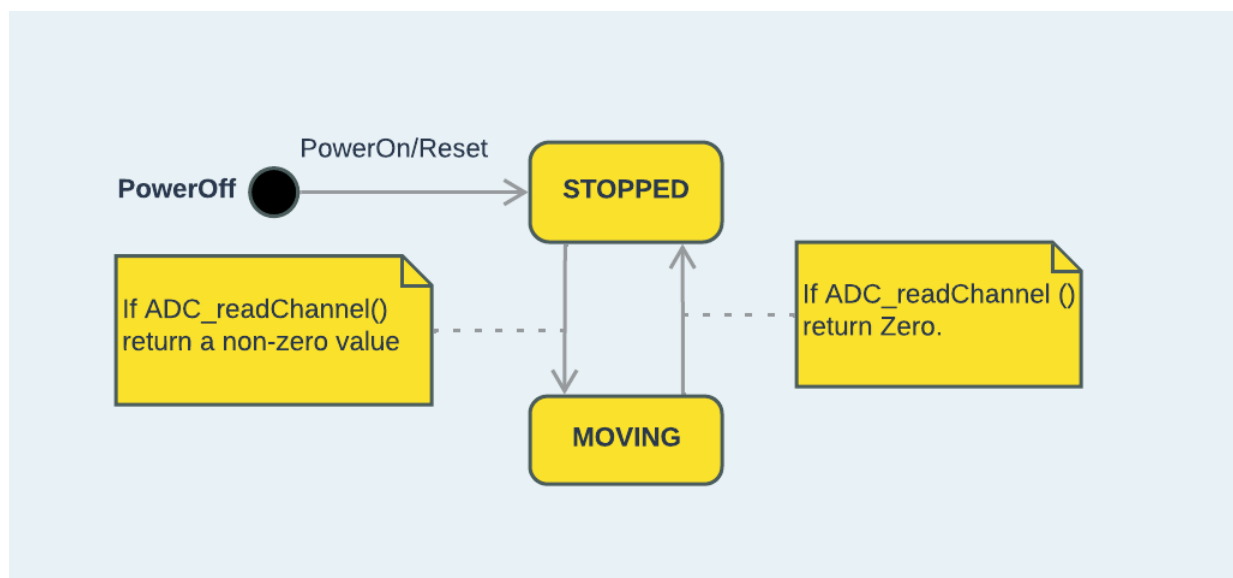 PowerOn/Reset
PowerOff
STOPPED
If ADC_readChannel()
return a non-zero value
If ADC_readChannel ()
return Zero.
MOVING